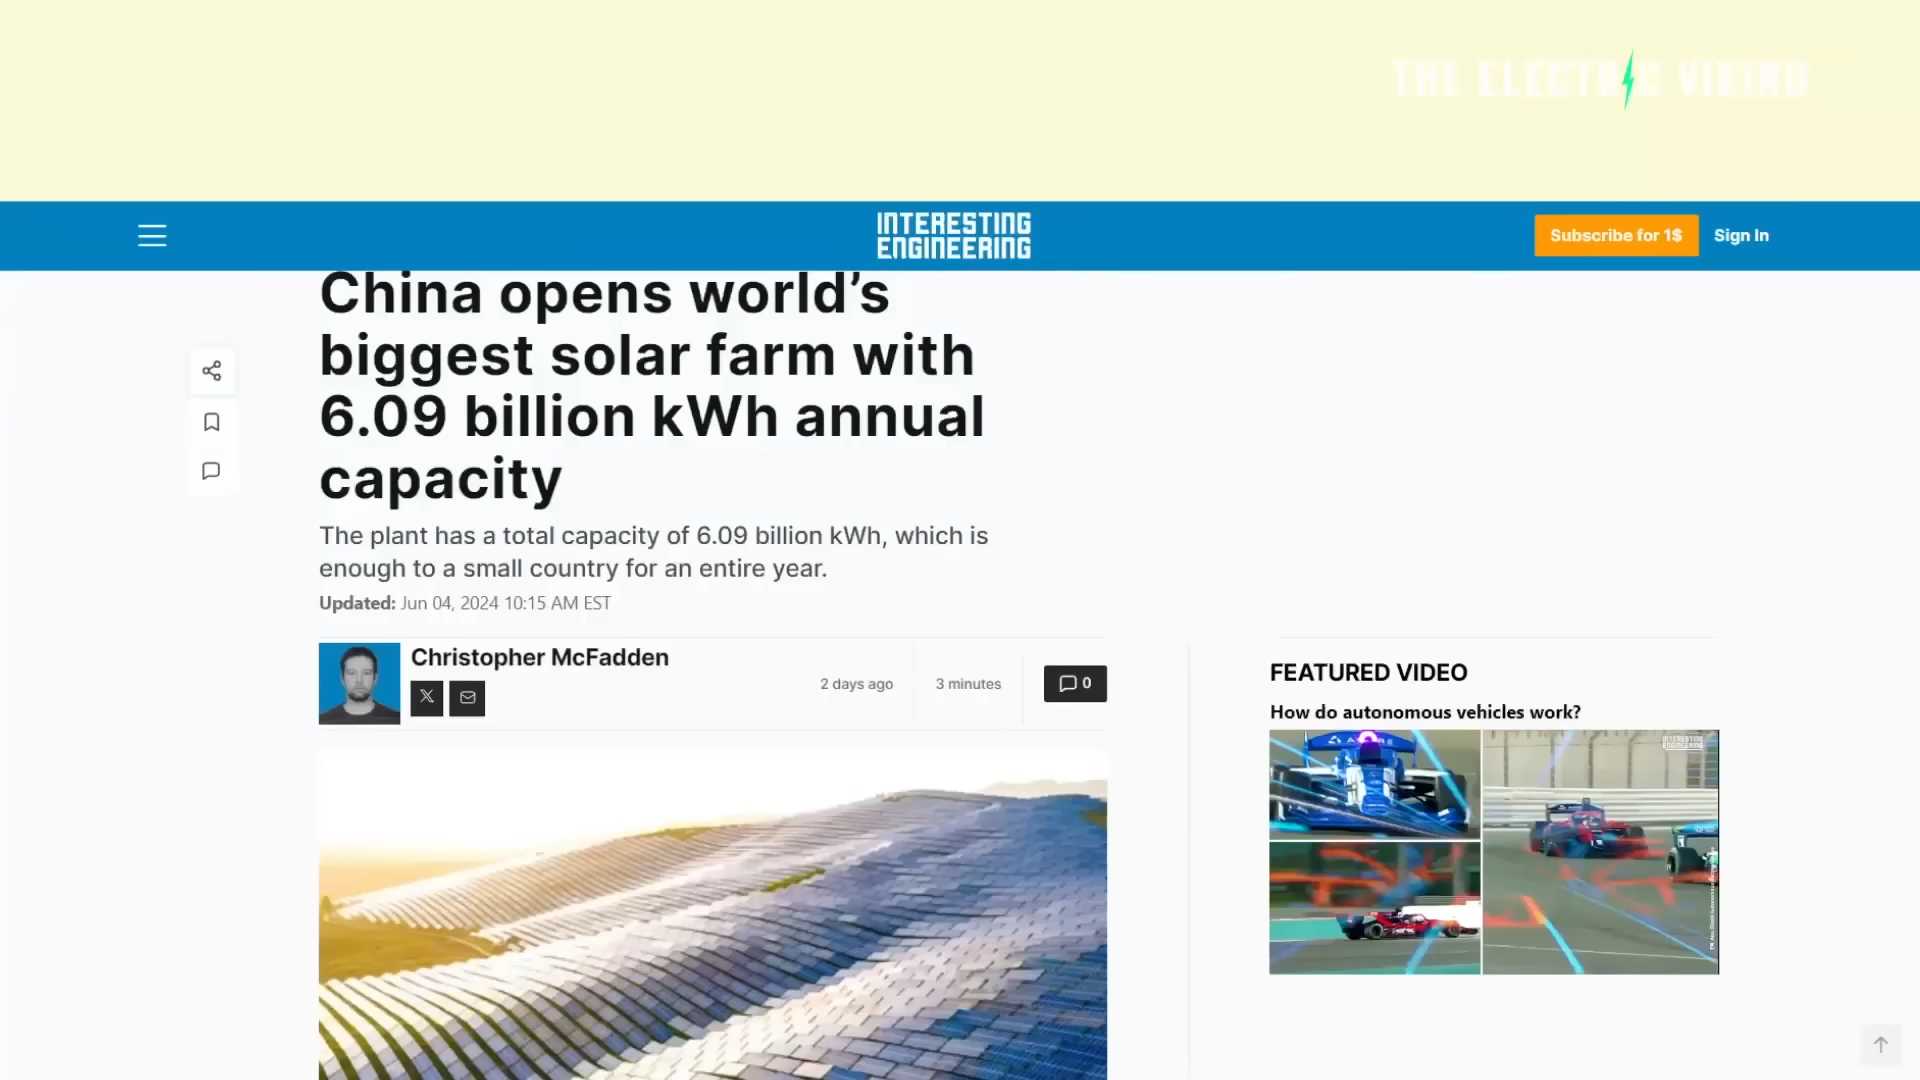 THE ELECTRIC VIKING
INTERESTING
ENGINEERING
Subscribe for 1$
Sign In
China opens world’s
biggest solar farm with
6.09 billion kWh annual
capacity
The plant has a total capacity of 6.09 billion kWh, which is
enough to a small country for an entire year.
Updated: Jun 04, 2024 10:15 AM EST
Christopher McFadden
2 days ago
3 minutes
0
FEATURED VIDEO
How do autonomous vehicles work?
INTERESTING
ENGINEERING